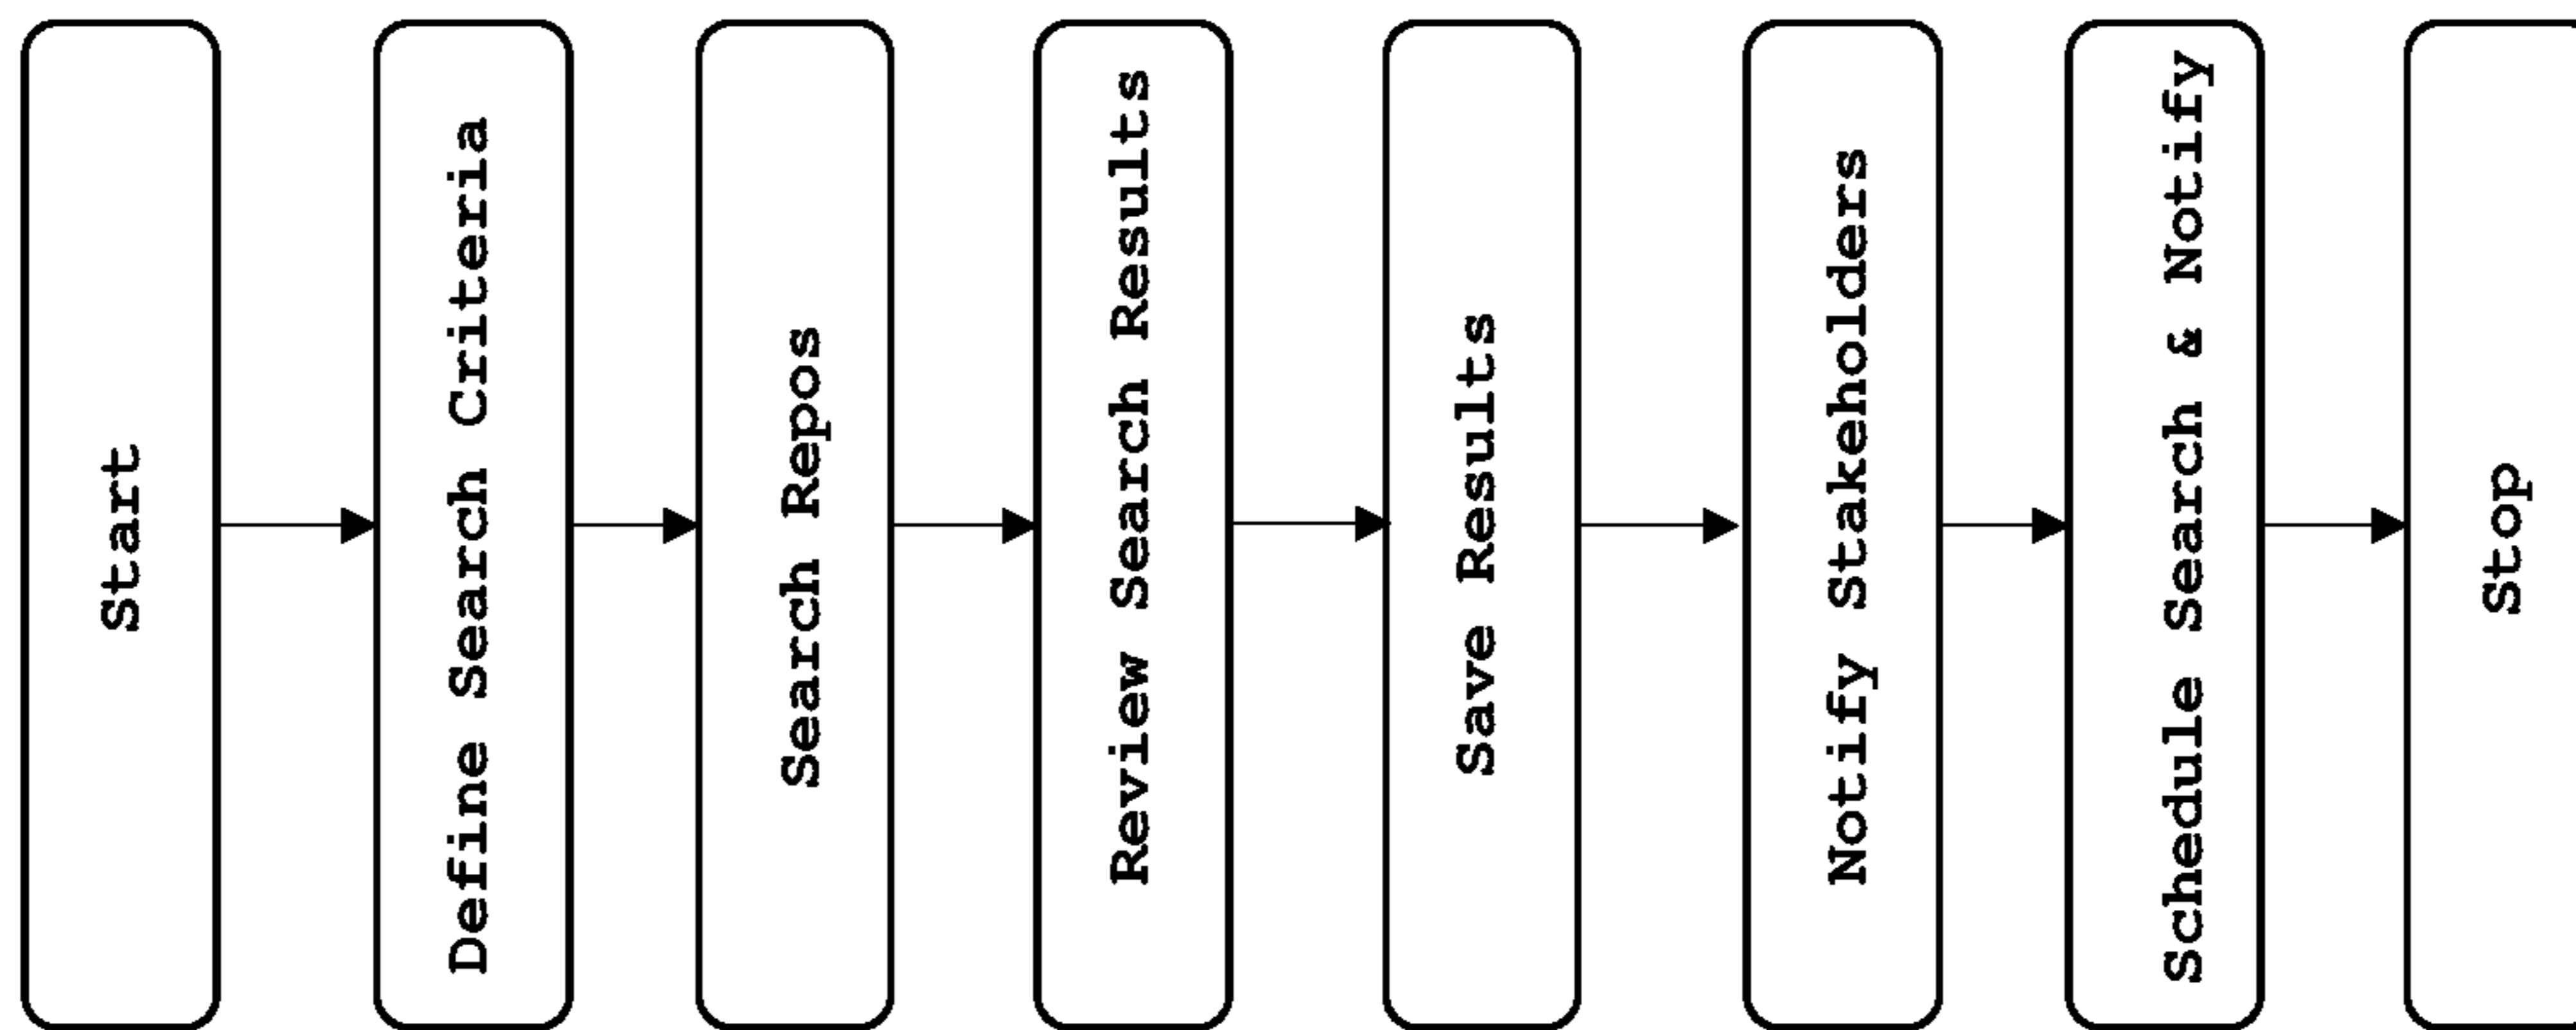 Start
Define Search Criteria
Search Repos
Review Search Results
Save Results
Notify Stakeholders
Schedule Search & Notify
Stop